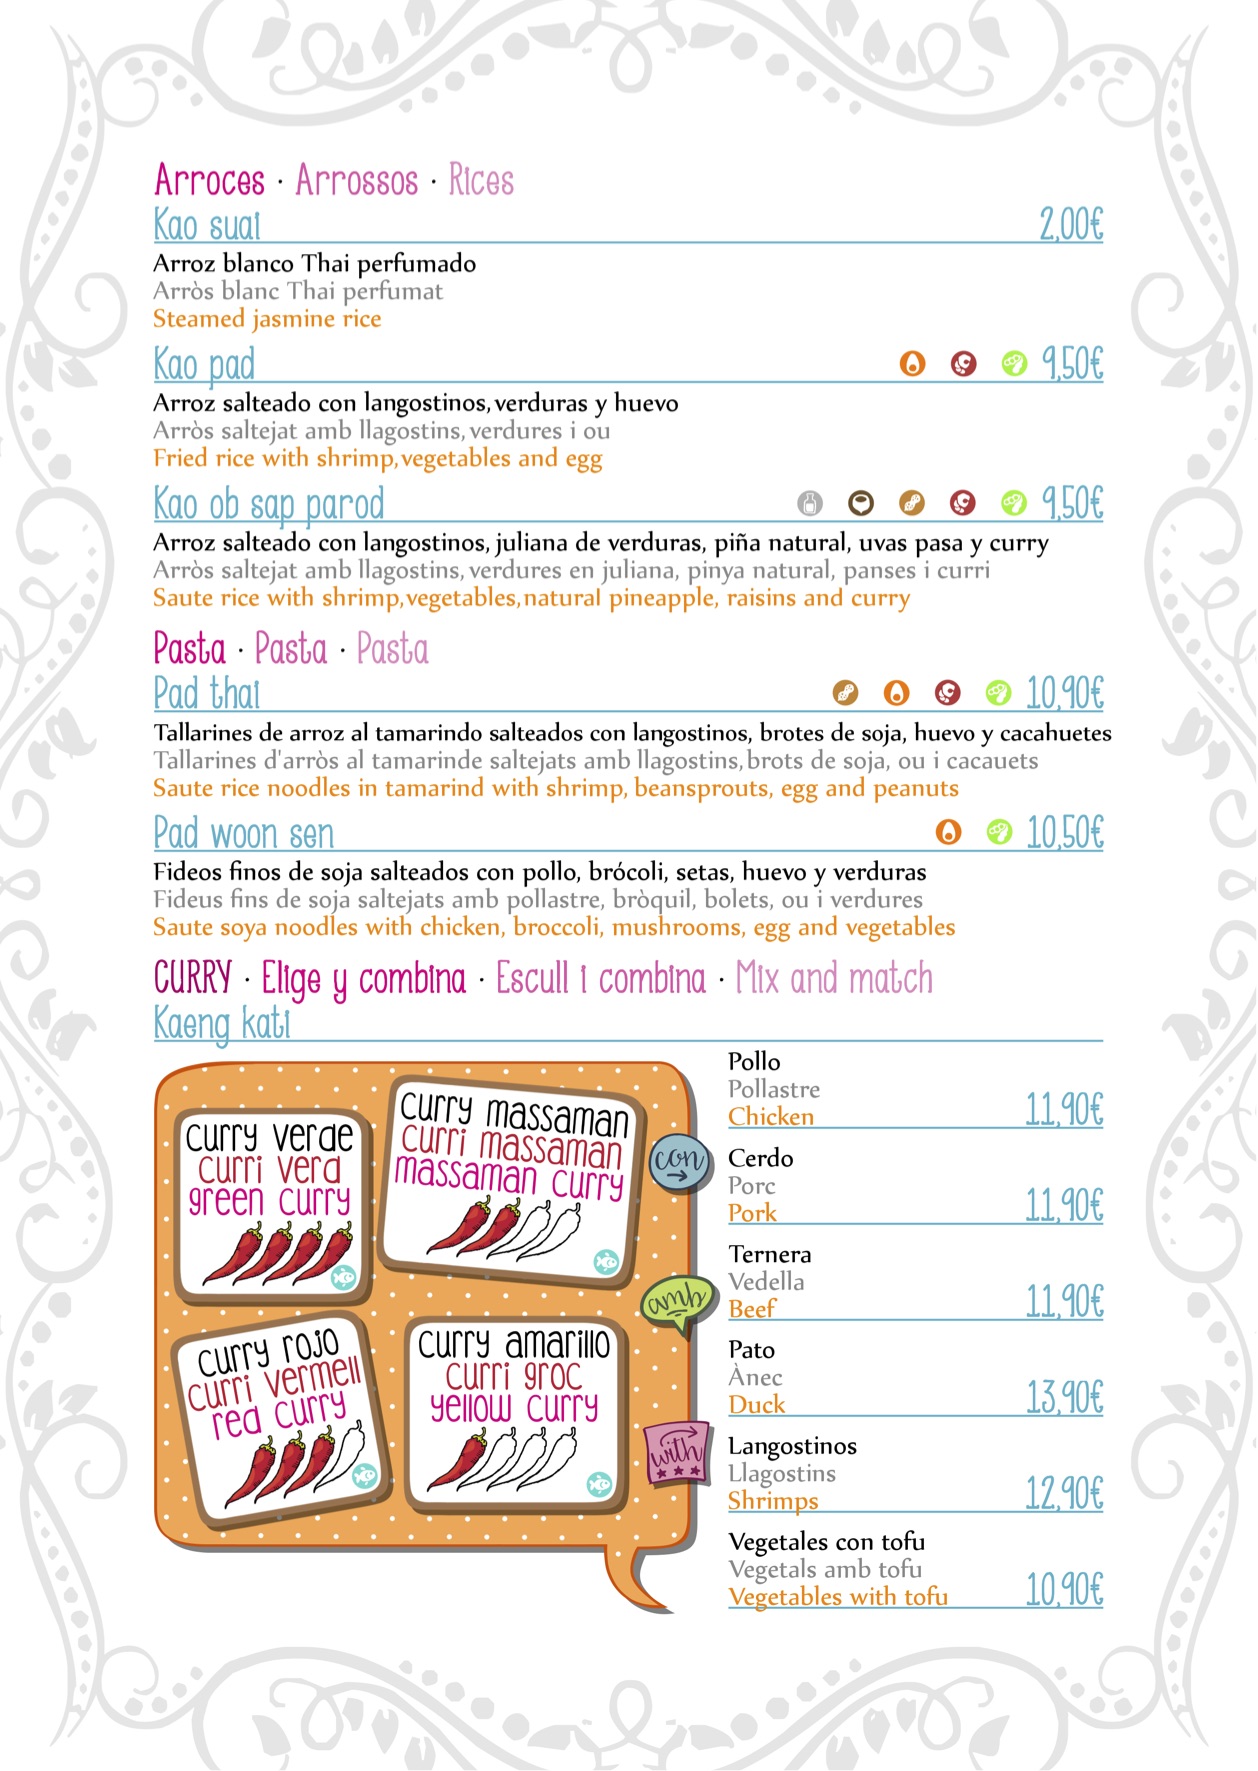 Arroces · Arrossos · Rices
Kao suai 2,00€
Arroz blanco Thai perfumado
Arròs blanc Thai perfumat
Steamed jasmine rice
Kao pad 9,50€
Arroz salteado con langostinos, verduras y huevo
Arròs saltejat amb llagostins, verdures i ou
Fried rice with shrimp, vegetables and egg
Kao ob sap parod 9,50€
Arroz salteado con langostinos, juliana de verduras, piña natural, uvas pasa y curry
Arròs saltejat amb llagostins, verdures en juliana, pinya natural, panses i curri
Saute rice with shrimp, vegetables, natural pineapple, raisins and curry
Pasta · Pasta · Pasta
Pad thai 10,90€
Tallarines de arroz al tamarindo salteados con langostinos, brotes de soja, huevo y cacahuetes
Tallarines d'arròs al tamarinde saltejats amb llagostins, brots de soja, ou i cacauets
Saute rice noodles in tamarind with shrimp, beansprouts, egg and peanuts
Pad woon sen 10,50€
Fideos finos de soja salteados con pollo, brócoli, setas, huevo y verduras
Fideus fins de soja saltejats amb pollastre, bròquil, bolets, ou i verdures
Saute soya noodles with chicken, broccoli, mushrooms, egg and vegetables
CURRY · Elige y combina · Escull i combina · Mix and match
Kaeng kati
curry verde
curri verd
green curry
curry massaman
curri massaman
massaman curry
curry rojo
curri vermell
red curry
curry amarillo
curri groc
yellow curry
con
amb
with
Pollo
Pollastre
Chicken 11,90€
Cerdo
Porc
Pork 11,90€
Ternera
Vedella
Beef 11,90€
Pato
Ànec
Duck 13,90€
Langostinos
Llagostins
Shrimps 12,90€
Vegetales con tofu
Vegetals amb tofu
Vegetables with tofu 10,90€